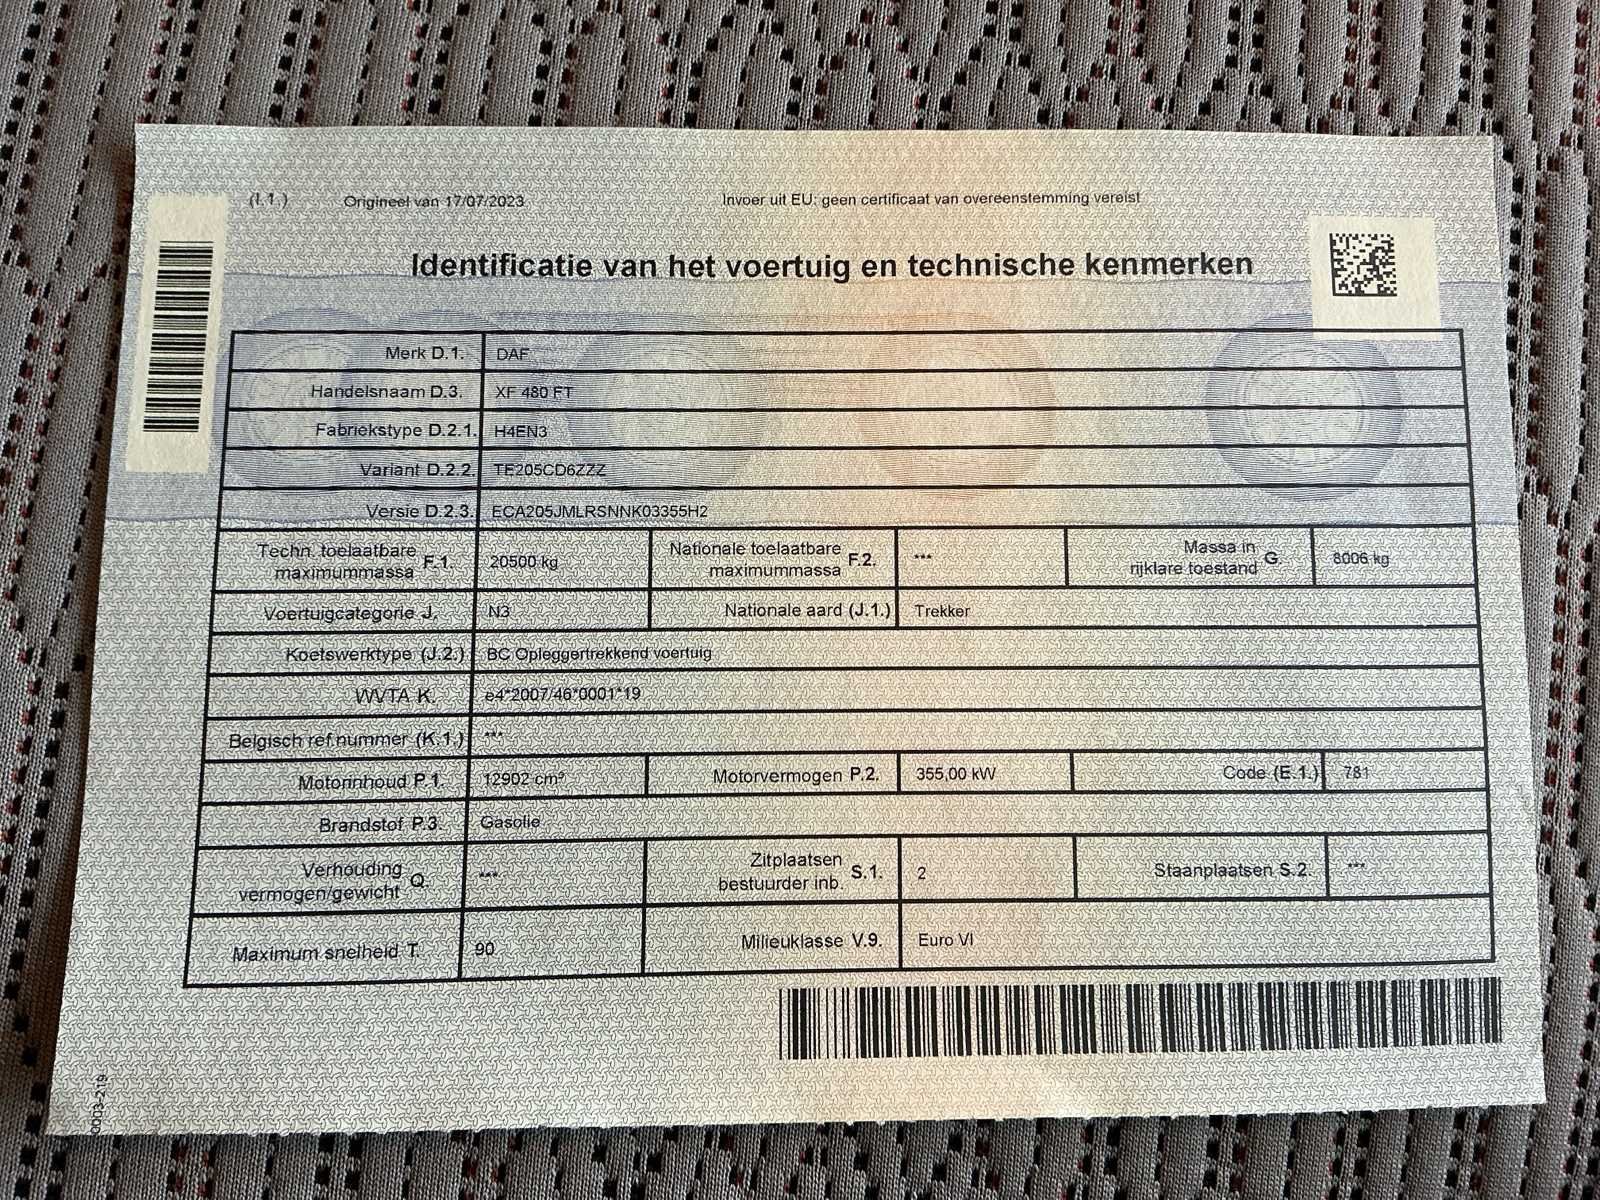 (I.1.) Origineel van 17/07/2023 Invoer uit EU: geen certificaat van overeenstemming vereist
Identificatie van het voertuig en technische kenmerken
Merk D.1. DAF
Handelsnaam D.3. XF 480 FT
Fabriekstype D.2.1. H4EN3
Variant D.2.2. TE205CD6ZZZ
Versie D.2.3. ECA205JMLRSNNK03355H2
Techn. toelaatbare maximummassa F.1. 20500 kg Nationale toelaatbare maximummassa F.2. *** Massa in rijklare toestand G. 8006 kg
Voertuigcategorie J. N3 Nationale aard (J.1.) Trekker
Koetswerktype (J.2.) BC Opleggertrekkend voertuig
WVTA K. e4*2007/46*0001*19
Belgisch ref.nummer (K.1.) ***
Motorinhoud P.1. 12902 cm³ Motorvermogen P.2. 355,00 kW Code (E.1.) 781
Brandstof P.3. Gasolie
Verhouding vermogen/gewicht Q. *** Zitplaatsen bestuurder inb. S.1. 2 Staanplaatsen S.2. ***
Maximum snelheid T. 90 Milieuklasse V.9. Euro VI
0003-219